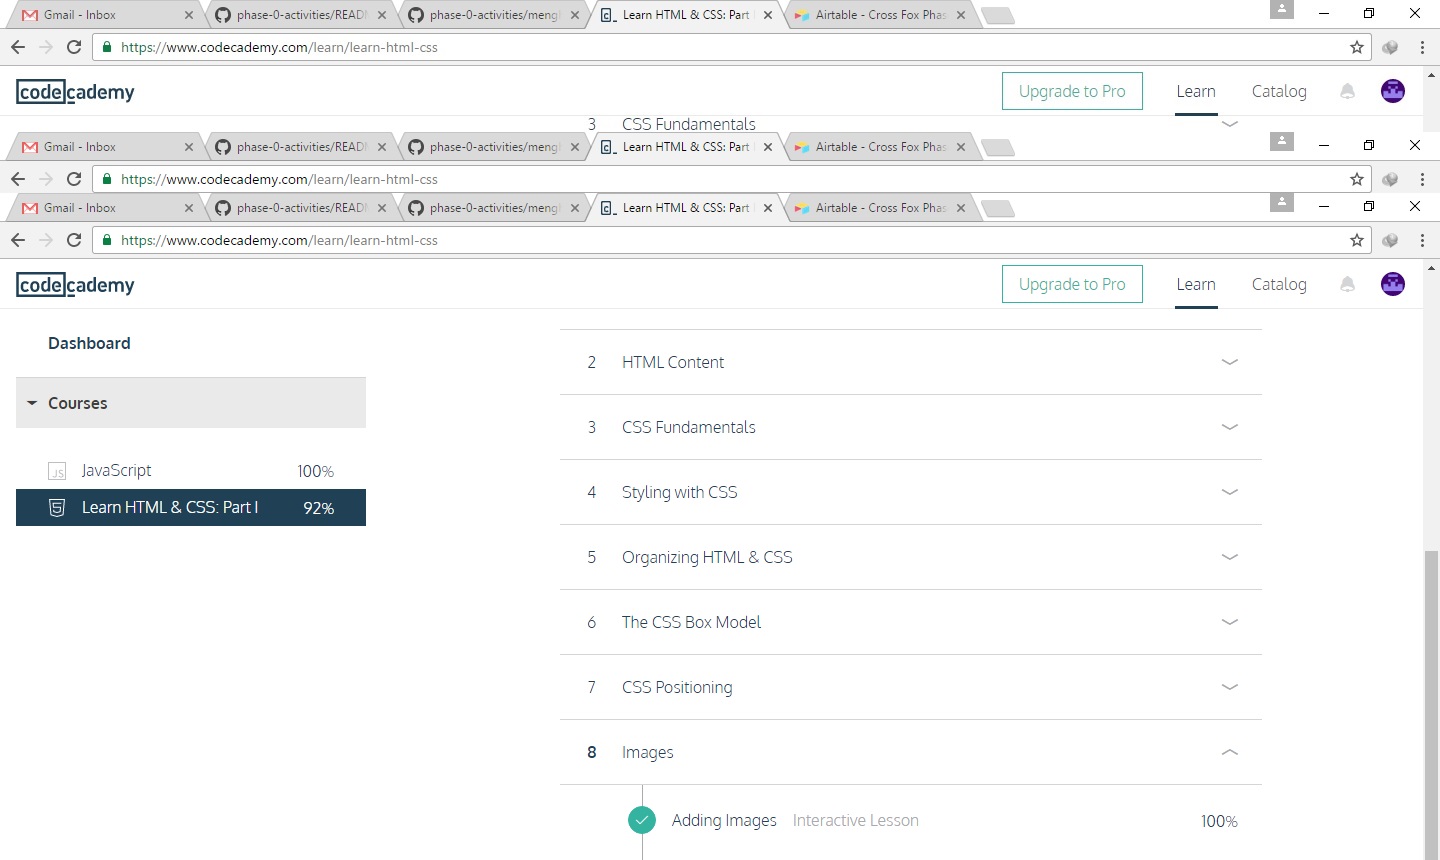 Gmail - Inbox phase-0-activities/READM phase-0-activities/mengh Learn HTML & CSS: Part Airtable - Cross Fox Phas
https://www.codecademy.com/learn/learn-html-css
codecademy Upgrade to Pro Learn Catalog
3 CSS Fundamentals
Gmail - Inbox phase-0-activities/READM phase-0-activities/mengh Learn HTML & CSS: Part Airtable - Cross Fox Phas
https://www.codecademy.com/learn/learn-html-css
Gmail - Inbox phase-0-activities/READM phase-0-activities/mengh Learn HTML & CSS: Part Airtable - Cross Fox Phas
https://www.codecademy.com/learn/learn-html-css
codecademy Upgrade to Pro Learn Catalog
Dashboard
2 HTML Content
Courses
3 CSS Fundamentals
JS JavaScript 100%
4 Styling with CSS
Learn HTML & CSS: Part I 92%
5 Organizing HTML & CSS
6 The CSS Box Model
7 CSS Positioning
8 Images
Adding Images Interactive Lesson 100%